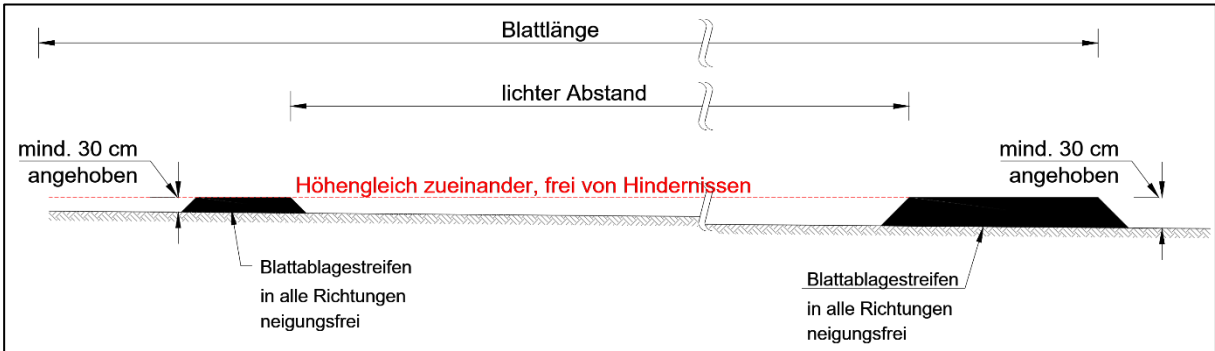 Blattlänge
lichter Abstand
mind. 30 cm
angehoben
mind. 30 cm
angehoben
Höhengleich zueinander, frei von Hindernissen
Blattablagestreifen
in alle Richtungen
neigungsfrei
Blattablagestreifen
in alle Richtungen
neigungsfrei